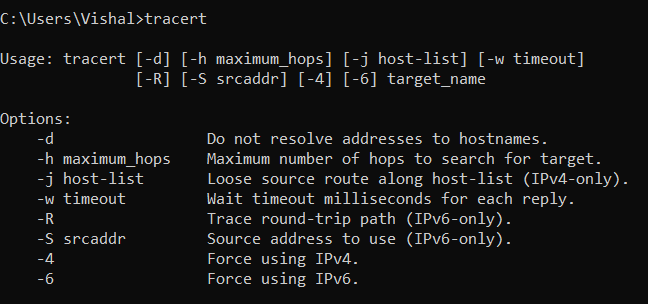 C:\Users\Vishal>tracert
Usage: tracert [-d] [-h maximum_hops] [-j host-list] [-w timeout]
[-R] [-S srcaddr] [-4] [-6] target_name
Options:
-d Do not resolve addresses to hostnames.
-h maximum_hops Maximum number of hops to search for target.
-j host-list Loose source route along host-list (IPv4-only).
-w timeout Wait timeout milliseconds for each reply.
-R Trace round-trip path (IPv6-only).
-S srcaddr Source address to use (IPv6-only).
-4 Force using IPv4.
-6 Force using IPv6.